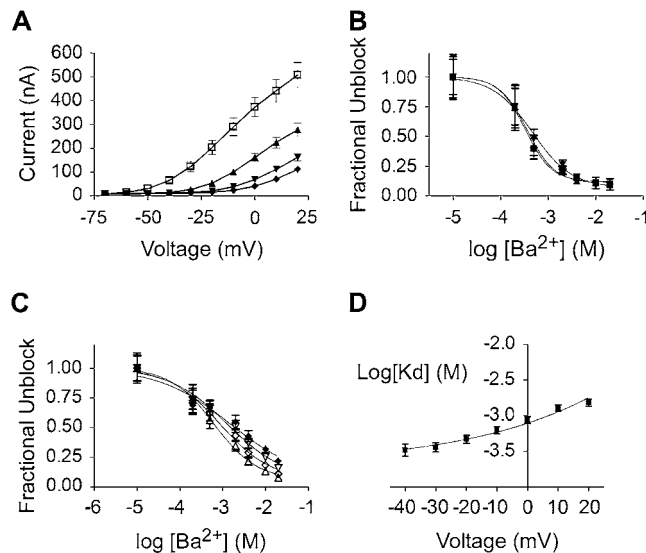 A
Current (nA)
600
500
400
300
200
100
0
-75 -50 -25 0 25
Voltage (mV)
B
Fractional Unblock
1.00
0.75
0.50
0.25
0.00
-5 -4 -3 -2 -1
log [Ba2+] (M)
C
Fractional Unblock
1.00
0.75
0.50
0.25
0.00
-6 -5 -4 -3 -2 -1
log [Ba2+] (M)
D
Log[Kd] (M)
-2.0
-2.5
-3.0
-3.5
-40 -30 -20 -10 0 10 20
Voltage (mV)